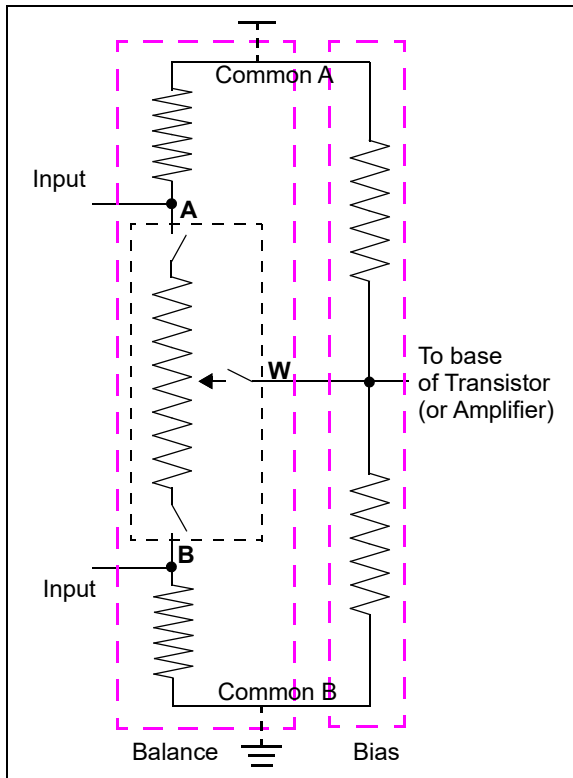 Common A
Input
A
W
To base
of Transistor
(or Amplifier)
B
Input
Common B
Balance
Bias